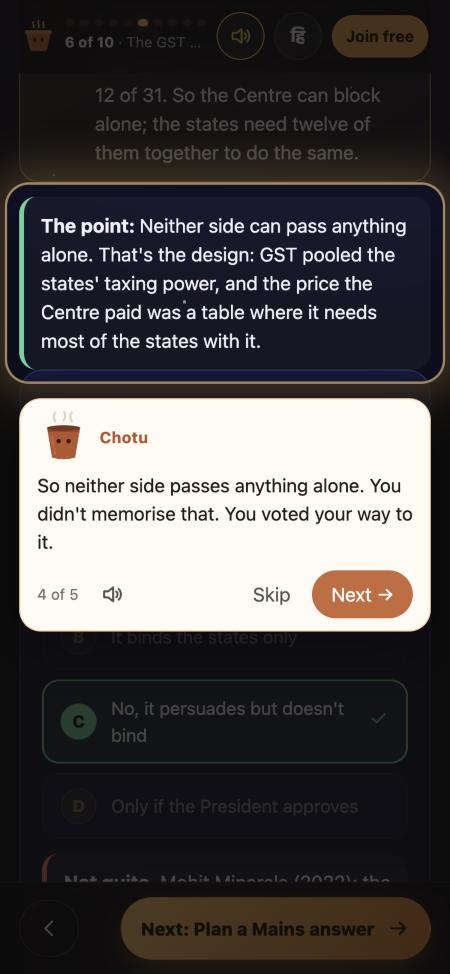 6 of 10 · The GST ...
हिं
Join free
12 of 31. So the Centre can block
alone; the states need twelve of
them together to do the same.
The point: Neither side can pass anything
alone. That's the design: GST pooled the
states' taxing power, and the price the
Centre paid was a table where it needs
most of the states with it.
Chotu
So neither side passes anything alone. You
didn't memorise that. You voted your way to
it.
4 of 5
Skip
Next →
B
It binds the states only
C
No, it persuades but doesn't
bind
D
Only if the President approves
Not quite. Mohit Minerals (2022): the
Next: Plan a Mains answer →